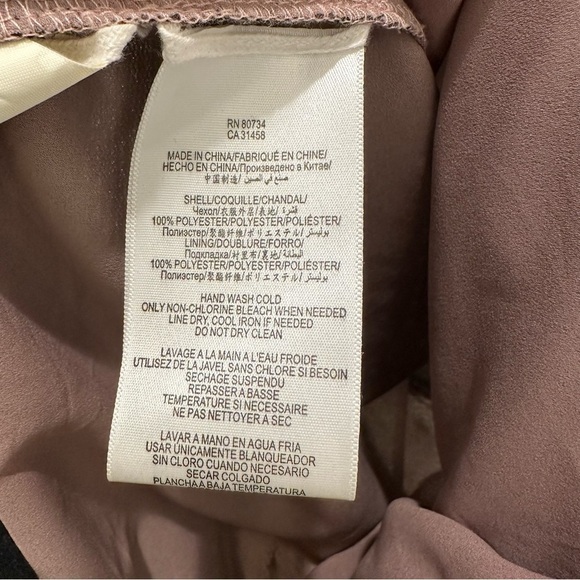 RN 80734
CA 31458
MADE IN CHINA/FABRIQUÉ EN CHINE/
HECHO EN CHINA/Произведено в Китае/
中国制造/ صنع في الصين/
SHELL/COQUILLE/CHANDAL/
Чехол/衣服外层/表地/ قشرة/
100% POLYESTER/POLYESTER/POLIÉSTER/
Полиэстер/聚酯纤维/ポリエステル/ بوليستر/
LINING/DOUBLURE/FORRO/
Подкладка/衬里布/裏地/ البطانة/
100% POLYESTER/POLYESTER/POLIÉSTER/
Полиэстер/聚酯纤维/ポリエステル/ بوليستر/
HAND WASH COLD
ONLY NON-CHLORINE BLEACH WHEN NEEDED
LINE DRY, COOL IRON IF NEEDED
DO NOT DRY CLEAN
LAVAGE A LA MAIN A L'EAU FROIDE
UTILISEZ DE LA JAVEL SANS CHLORE SI BESOIN
SECHAGE SUSPENDU
REPASSER A BASSE
TEMPERATURE SI NECESSAIRE
NE PAS NETTOYER A SEC
LAVAR A MANO EN AGUA FRIA
USAR ÚNICAMENTE BLANQUEADOR
SIN CLORO CUANDO NECESARIO
SECAR COLGADO
PLANCHA A BAJA TEMPERATURA